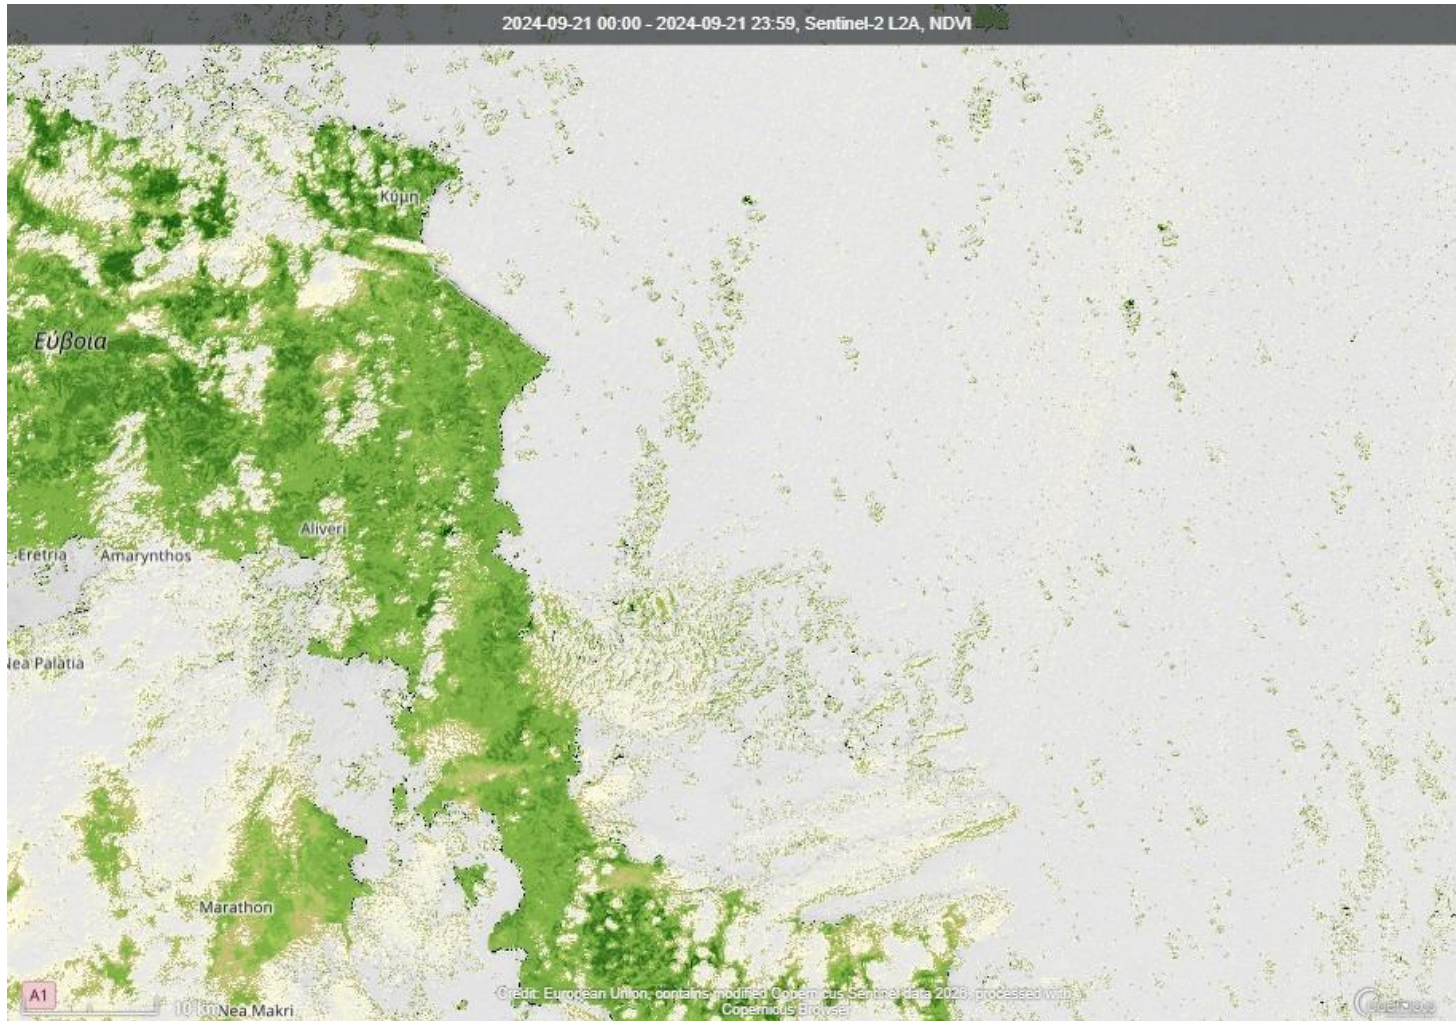 2024-09-21 00:00 - 2024-09-21 23:59, Sentinel-2 L2A, NDVI
Κύμη
Εύβοια
Aliveri
Eretria
Amarynthos
Nea Palatia
Marathon
A1
10 km
Nea Makri
Credit: European Union, contains modified Copernicus Sentinel data 2026, processed with
Copernicus Browser